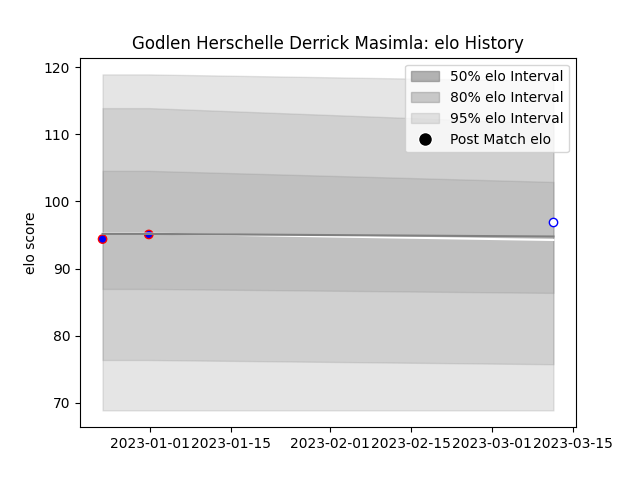 Godlen Herschelle Derrick Masimla: elo History
120
110
100
90
80
70
elo score
50% elo Interval
80% elo Interval
95% elo Interval
Post Match elo
2023-01-01 2023-01-15 2023-02-01 2023-02-15 2023-03-01 2023-03-15